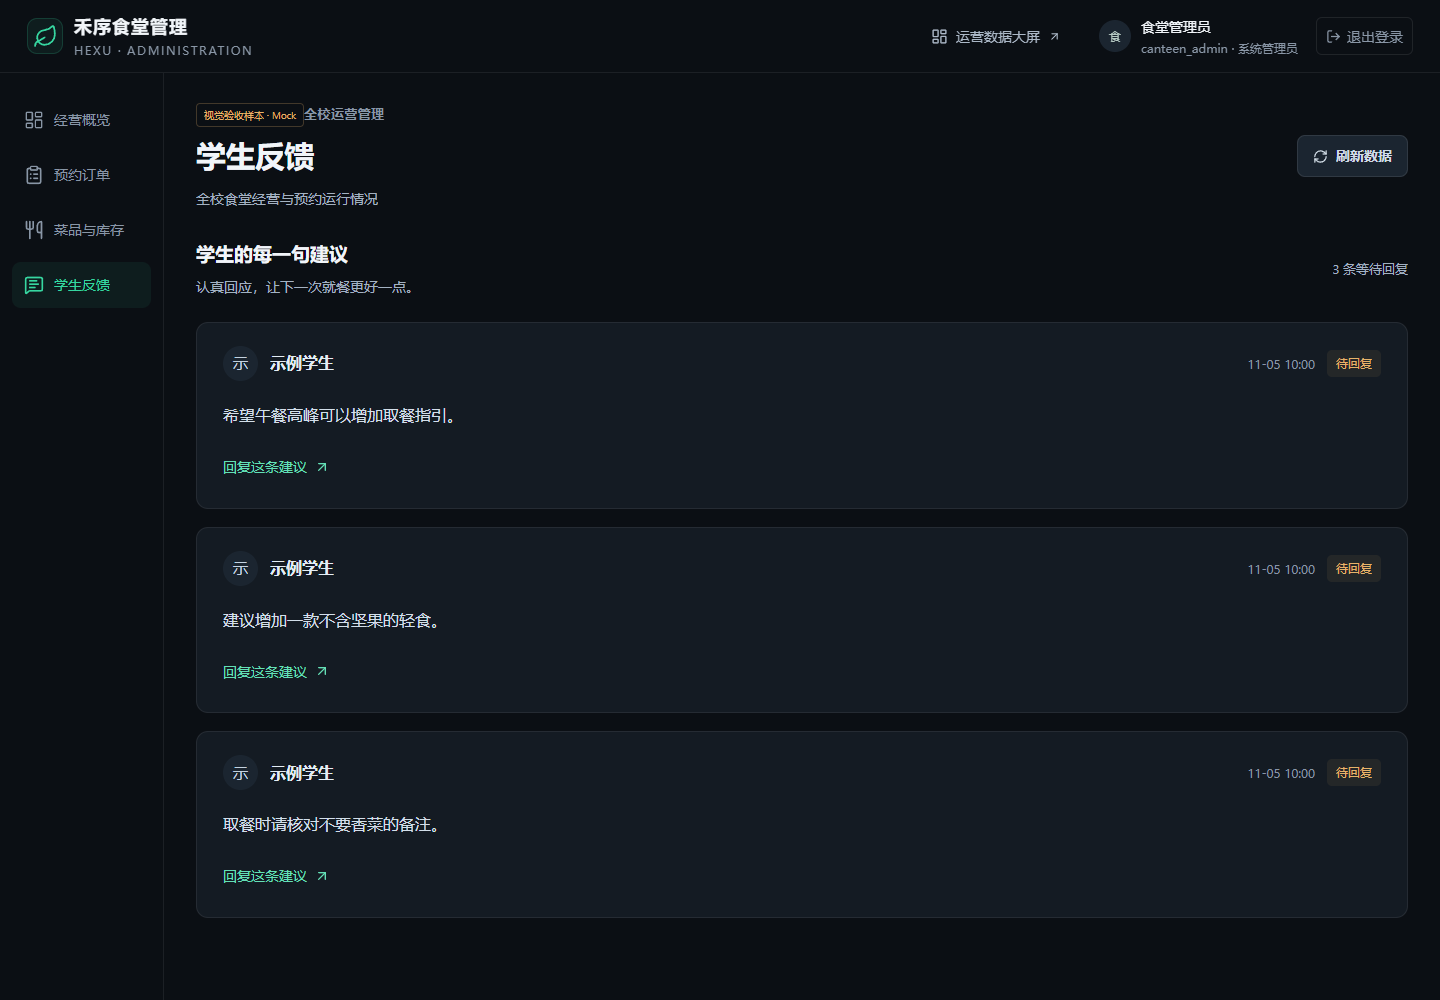 禾序食堂管理
HEXU · ADMINISTRATION
运营数据大屏
食
食堂管理员
canteen_admin · 系统管理员
退出登录
经营概览
预约订单
菜品与库存
学生反馈
视觉验收样本 · Mock
全校运营管理
学生反馈
刷新数据
全校食堂经营与预约运行情况
学生的每一句建议
认真回应，让下一次就餐更好一点。
3 条等待回复
示
示例学生
11-05 10:00
待回复
希望午餐高峰可以增加取餐指引。
回复这条建议
示
示例学生
11-05 10:00
待回复
建议增加一款不含坚果的轻食。
回复这条建议
示
示例学生
11-05 10:00
待回复
取餐时请核对不要香菜的备注。
回复这条建议